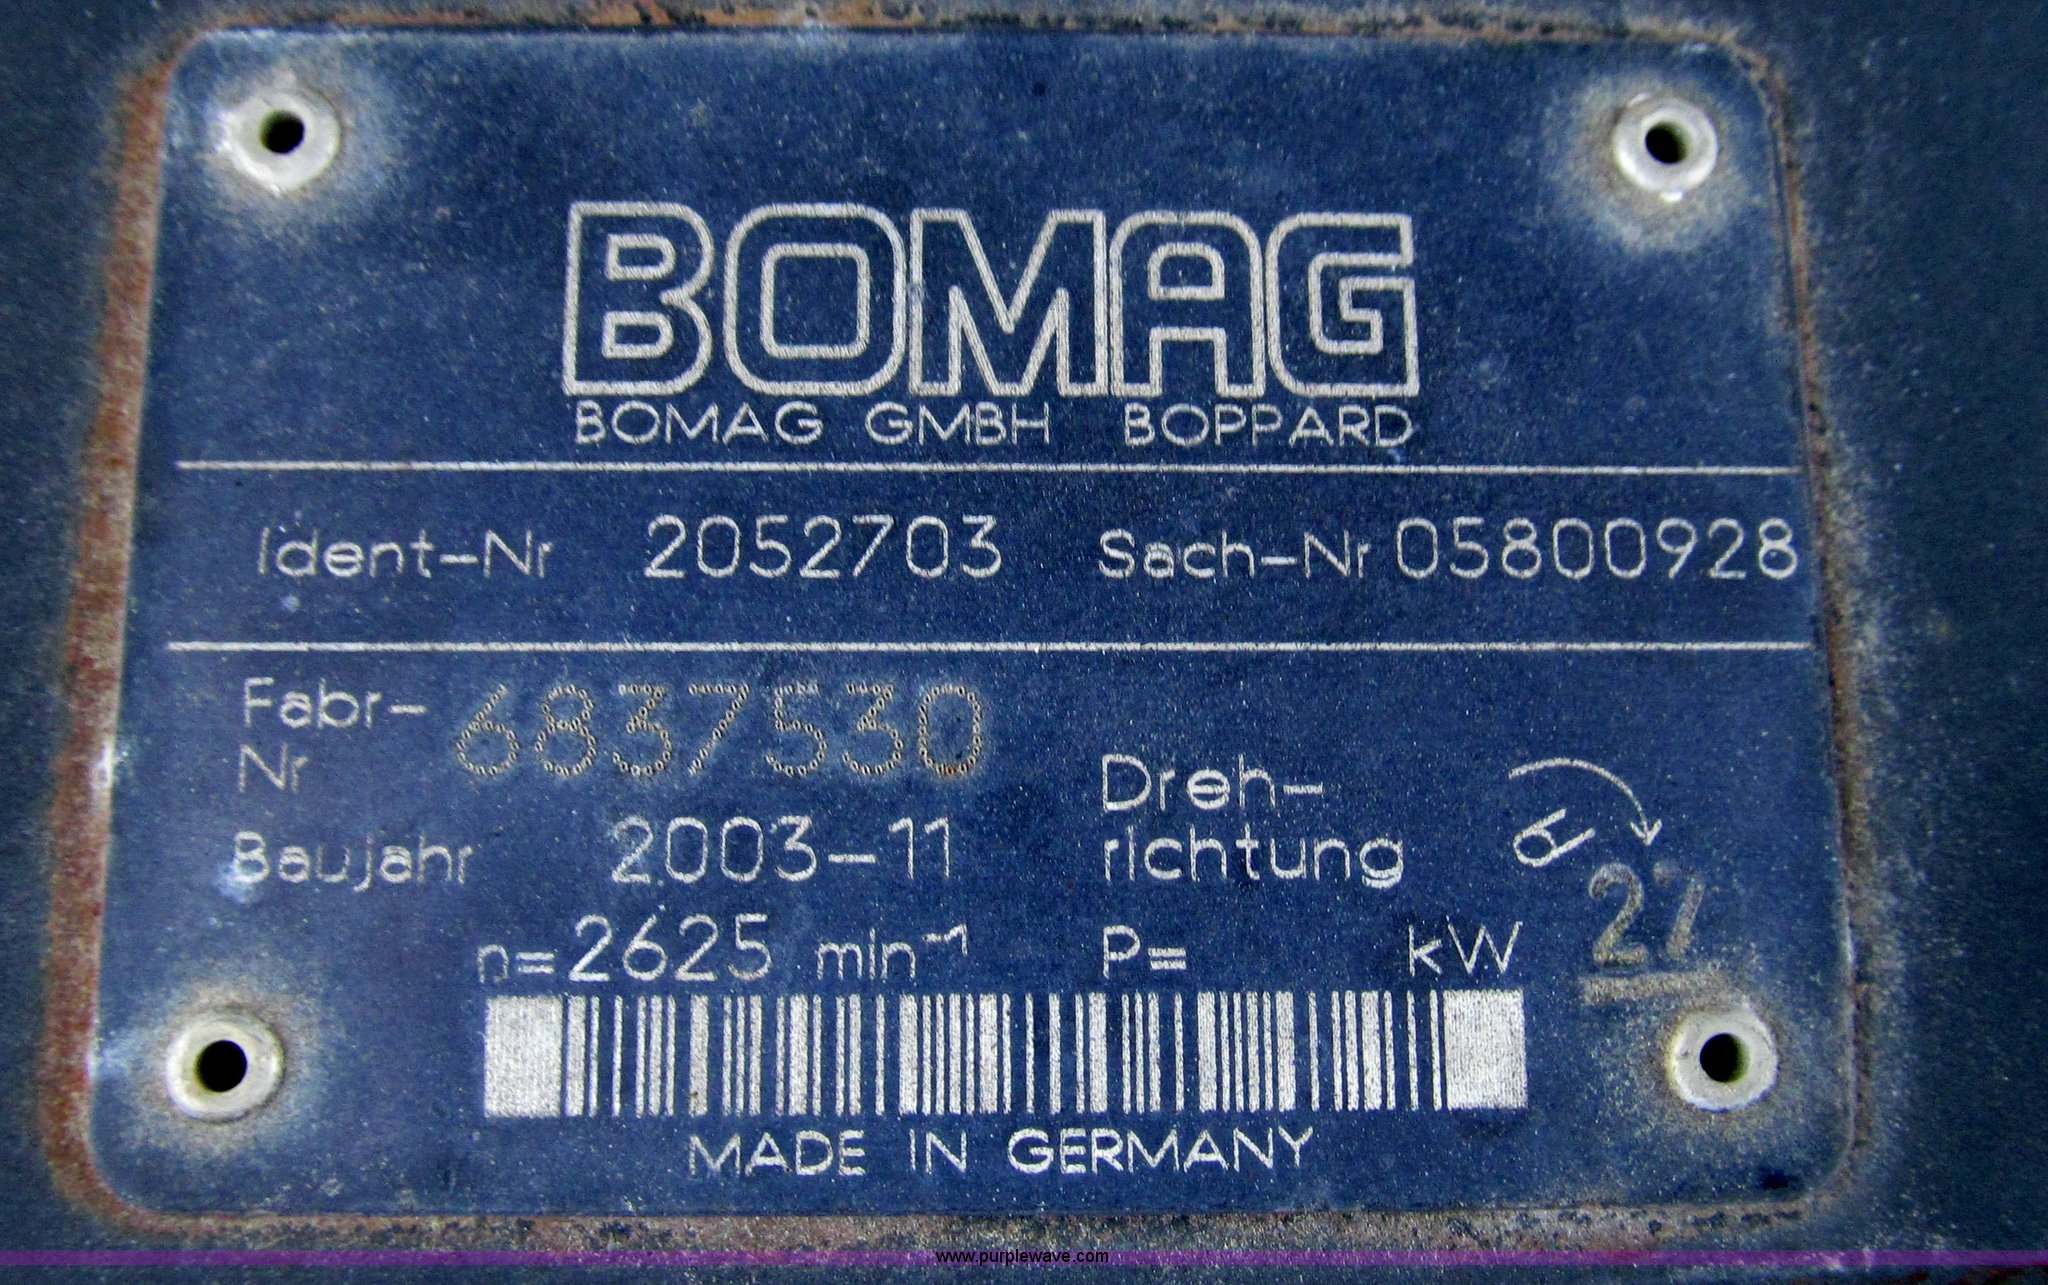 BOMAG
BOMAG GMBH BOPPARD
Ident-Nr 2052703 Sach-Nr 05800928
Fabr-Nr 6837530
Baujahr 2003-11
Dreh-
richtung
27
n=2625 min⁻¹ P= kW
MADE IN GERMANY
www.purplewave.com